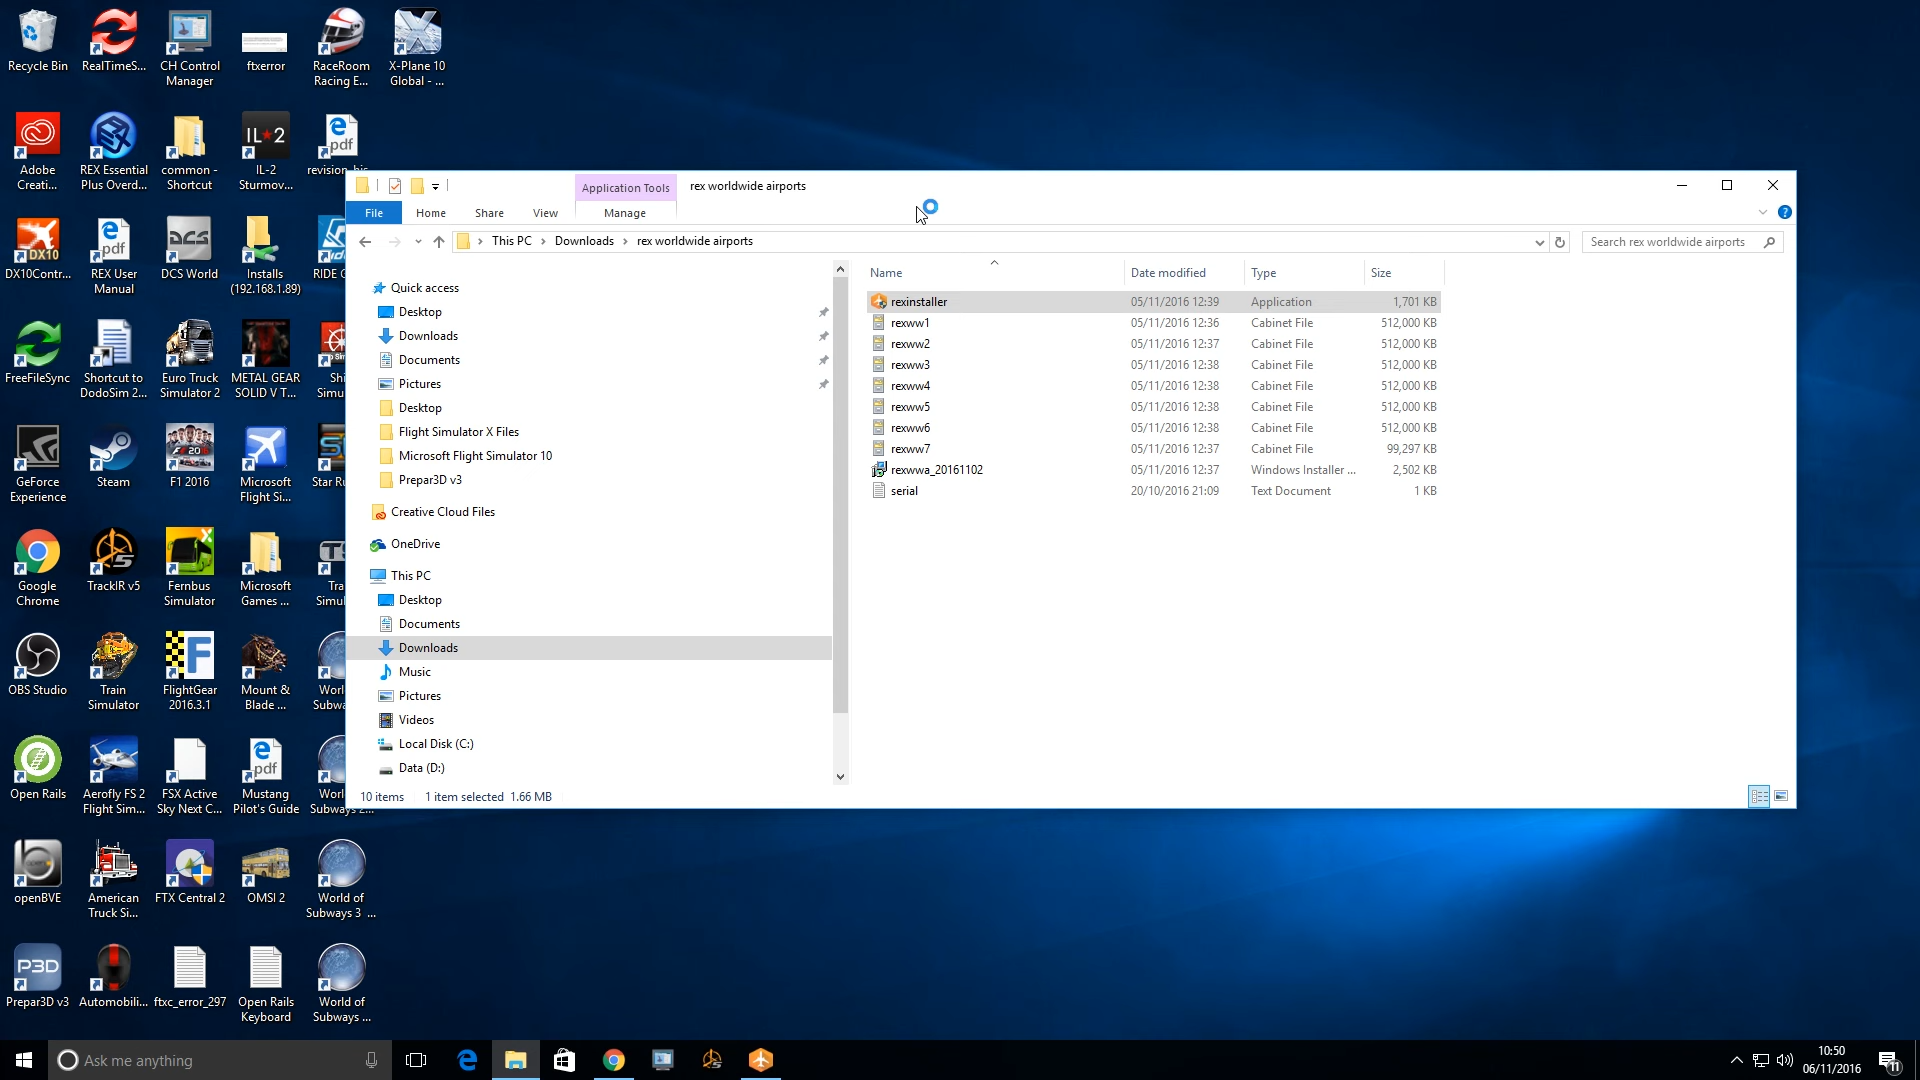 Recycle Bin
RealTimeS...
CH Control
Manager
ftxerror
RaceRoom
Racing E...
X-Plane 10
Global - ...
Adobe
Creati...
REX Essential
Plus Overd...
common -
Shortcut
IL★2
IL-2
Sturmov...
pdf
revision_his...
DX10
DX10Contr...
pdf
REX User
Manual
DCS
DCS World
Installs
(192.168.1.89)
RIDE
FreeFileSync
Shortcut to
DodoSim 2...
Euro Truck
Simulator 2
METAL GEAR
SOLID V T...
GeForce
Experience
Steam
F1 2016
Microsoft
Flight Si...
Star Ru
Google
Chrome
TrackIR v5
Fernbus
Simulator
Microsoft
Games ...
OBS Studio
Train
Simulator
FlightGear
2016.3.1
Mount &
Blade ...
Open Rails
Aerofly FS 2
Flight Sim...
FSX Active
Sky Next C...
pdf
Mustang
Pilot's Guide
World
Subways 2...
openBVE
American
Truck Si...
FTX Central 2
OMSI 2
World of
Subways 3 ...
P3D
Prepar3D v3
Automobili...
ftxc_error_297
Open Rails
Keyboard
World of
Subways ...
Application Tools
rex worldwide airports
File
Home
Share
View
Manage
This PC
Downloads
rex worldwide airports
Search rex worldwide airports
Quick access
Desktop
Downloads
Documents
Pictures
Desktop
Flight Simulator X Files
Microsoft Flight Simulator 10
Prepar3D v3
Creative Cloud Files
OneDrive
This PC
Desktop
Documents
Downloads
Music
Pictures
Videos
Local Disk (C:)
Data (D:)
Name Date modified Type Size
rexinstaller 05/11/2016 12:39 Application 1,701 KB
rexww1 05/11/2016 12:36 Cabinet File 512,000 KB
rexww2 05/11/2016 12:37 Cabinet File 512,000 KB
rexww3 05/11/2016 12:38 Cabinet File 512,000 KB
rexww4 05/11/2016 12:38 Cabinet File 512,000 KB
rexww5 05/11/2016 12:38 Cabinet File 512,000 KB
rexww6 05/11/2016 12:38 Cabinet File 512,000 KB
rexww7 05/11/2016 12:37 Cabinet File 99,297 KB
rexwwa_20161102 05/11/2016 12:37 Windows Installer ... 2,502 KB
serial 20/10/2016 21:09 Text Document 1 KB
10 items 1 item selected 1.66 MB
Ask me anything
10:50
06/11/2016
11